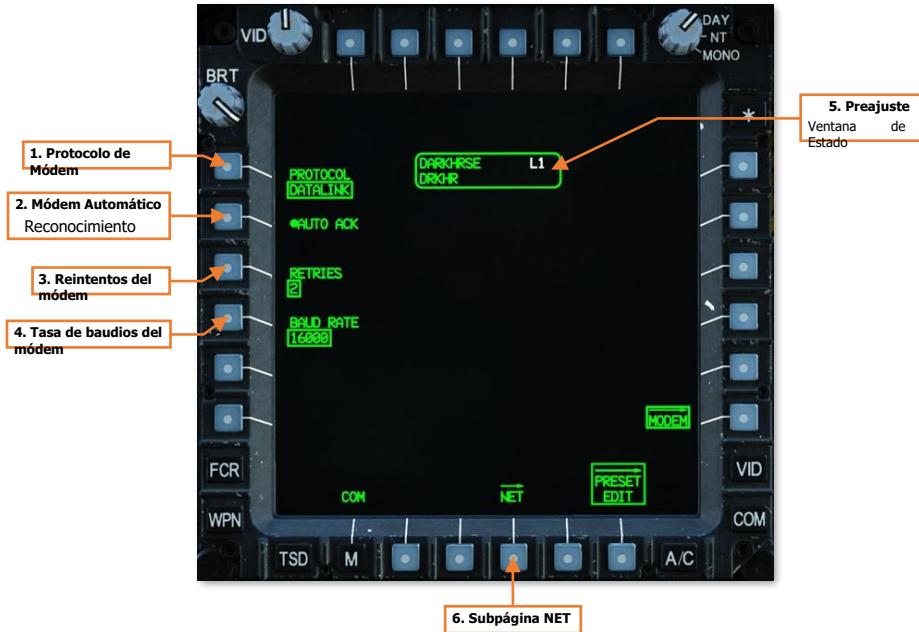 VID
DAY
NT
MONO
BRT
5. Preajuste
Ventana de
Estado
*
1. Protocolo de
Módem
PROTOCOL
DATALINK
DARKHRSE L1
DRKHR
2. Módem Automático
Reconocimiento
AUTO ACK
3. Reintentos del
módem
RETRIES
2
4. Tasa de baudios del
módem
BAUD RATE
16000
MODEM
FCR
VID
COM
NET
PRESET
EDIT
WPN
COM
TSD
M
A/C
6. Subpágina NET